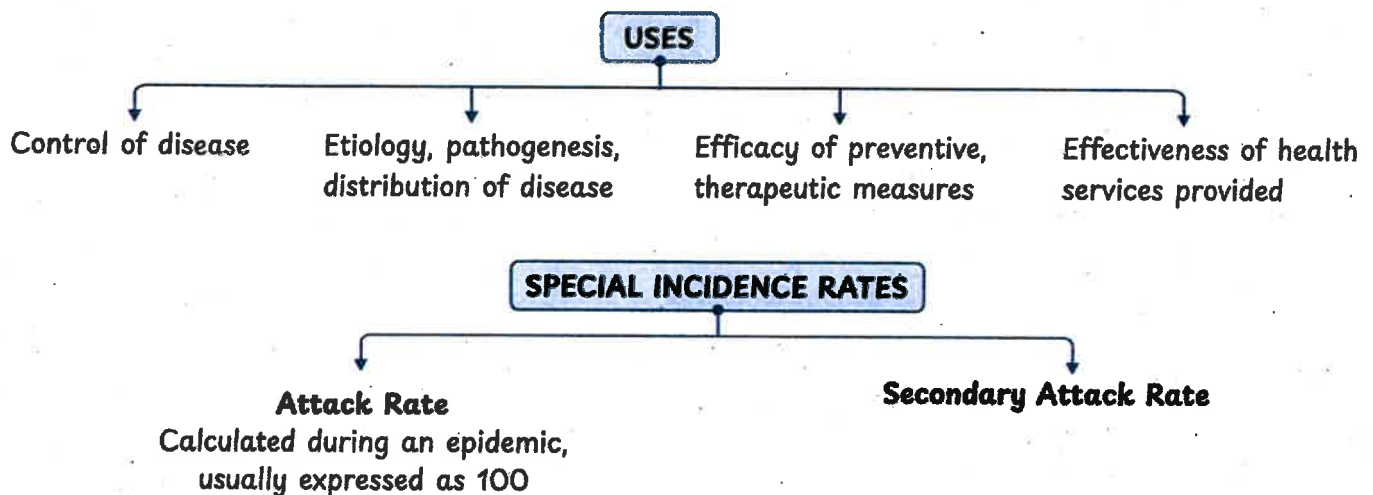 USES
Control of disease
Etiology, pathogenesis,
distribution of disease
Efficacy of preventive,
therapeutic measures
Effectiveness of health
services provided
SPECIAL INCIDENCE RATES
Attack Rate
Calculated during an epidemic,
usually expressed as 100
Secondary Attack Rate